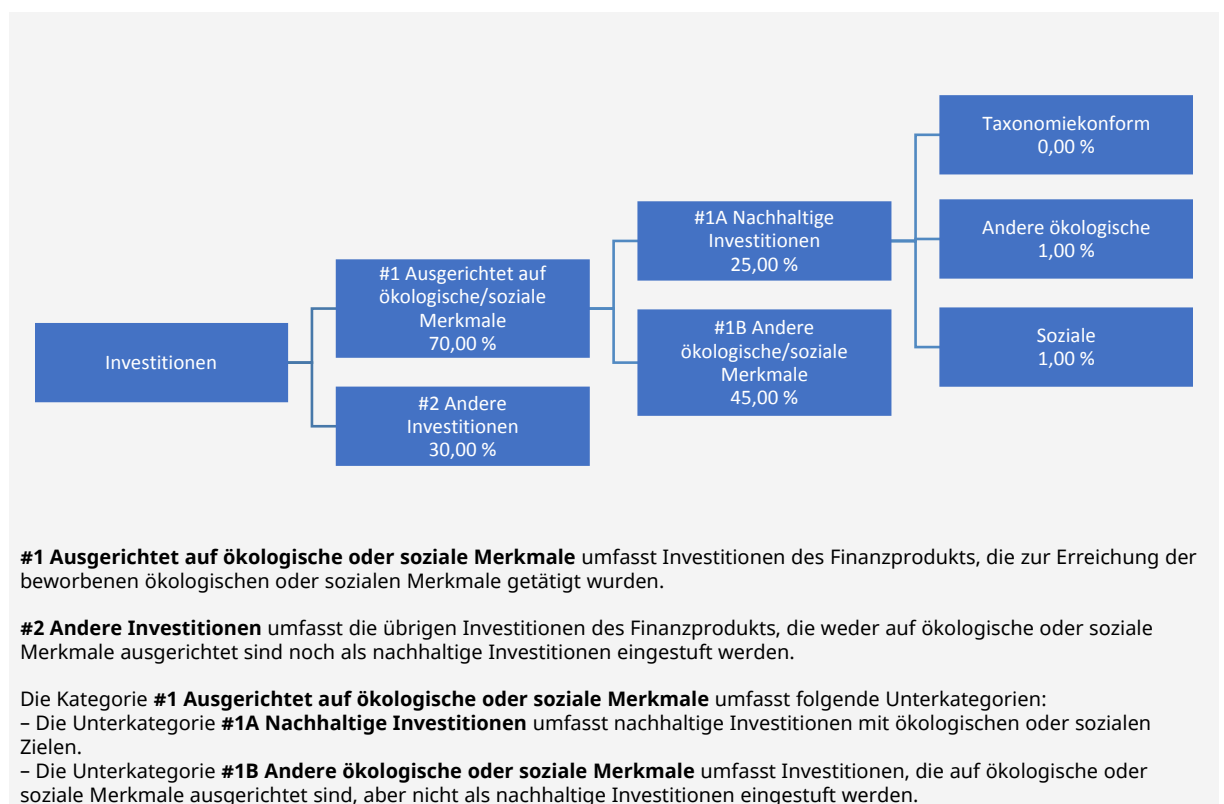 Investitionen
#1 Ausgerichtet auf
ökologische/soziale
Merkmale
70,00 %
#2 Andere
Investitionen
30,00 %
#1A Nachhaltige
Investitionen
25,00 %
#1B Andere
ökologische/soziale
Merkmale
45,00 %
Taxonomiekonform
0,00 %
Andere ökologische
1,00 %
Soziale
1,00 %
#1 Ausgerichtet auf ökologische oder soziale Merkmale umfasst Investitionen des Finanzprodukts, die zur Erreichung der
beworbenen ökologischen oder sozialen Merkmale getätigt wurden.
#2 Andere Investitionen umfasst die übrigen Investitionen des Finanzprodukts, die weder auf ökologische oder soziale
Merkmale ausgerichtet sind noch als nachhaltige Investitionen eingestuft werden.
Die Kategorie #1 Ausgerichtet auf ökologische oder soziale Merkmale umfasst folgende Unterkategorien:
– Die Unterkategorie #1A Nachhaltige Investitionen umfasst nachhaltige Investitionen mit ökologischen oder sozialen
Zielen.
– Die Unterkategorie #1B Andere ökologische oder soziale Merkmale umfasst Investitionen, die auf ökologische oder
soziale Merkmale ausgerichtet sind, aber nicht als nachhaltige Investitionen eingestuft werden.